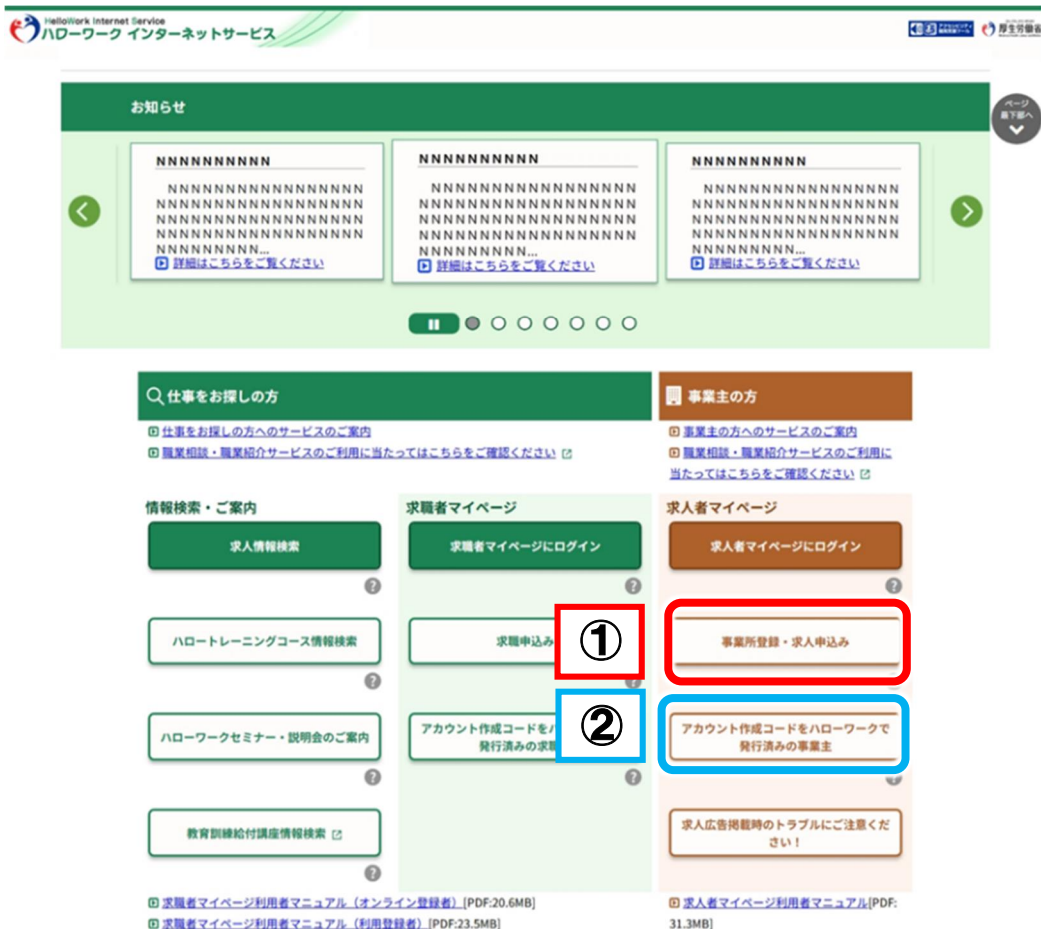 HelloWork Internet Service
ハローワーク インターネットサービス
厚生労働省
ページ
最下部へ
お知らせ
NNNNNNNNNN
NNNNNNNNNNNNNNNNN
NNNNNNNNNNNNNNNNNN
NNNNNNNNNNNNNNNNNN
NNNNNNNNNNNNNNNNNN
NNNNNNNNN...
詳細はこちらをご覧ください
NNNNNNNNNN
NNNNNNNNNNNNNNNNN
NNNNNNNNNNNNNNNNNN
NNNNNNNNNNNNNNNNNN
NNNNNNNNNNNNNNNNNN
NNNNNNNNN...
詳細はこちらをご覧ください
NNNNNNNNNN
NNNNNNNNNNNNNNNNN
NNNNNNNNNNNNNNNNNN
NNNNNNNNNNNNNNNNNN
NNNNNNNNNNNNNNNNNN
NNNNNNNNN...
詳細はこちらをご覧ください
仕事をお探しの方
仕事をお探しの方へのサービスのご案内
職業相談・職業紹介サービスのご利用に当たってはこちらをご確認ください
事業主の方
事業主の方へのサービスのご案内
職業相談・職業紹介サービスのご利用に
当たってはこちらをご確認ください
情報検索・ご案内
求人情報検索
?
ハロートレーニングコース情報検索
?
ハローワークセミナー・説明会のご案内
?
教育訓練給付講座情報検索
?
求職者マイページ
求職者マイページにログイン
?
求職申込み
?
アカウント作成コードをハ
発行済みの求職
?
求人者マイページ
求人者マイページにログイン
?
①
事業所登録・求人申込み
②
アカウント作成コードをハローワークで
発行済みの事業主
?
求人広告掲載時のトラブルにご注意くだ
さい！
求職者マイページ利用者マニュアル（オンライン登録者）[PDF:20.6MB]
求職者マイページ利用者マニュアル（利用登録者）[PDF:23.5MB]
求人者マイページ利用者マニュアル[PDF:
31.3MB]